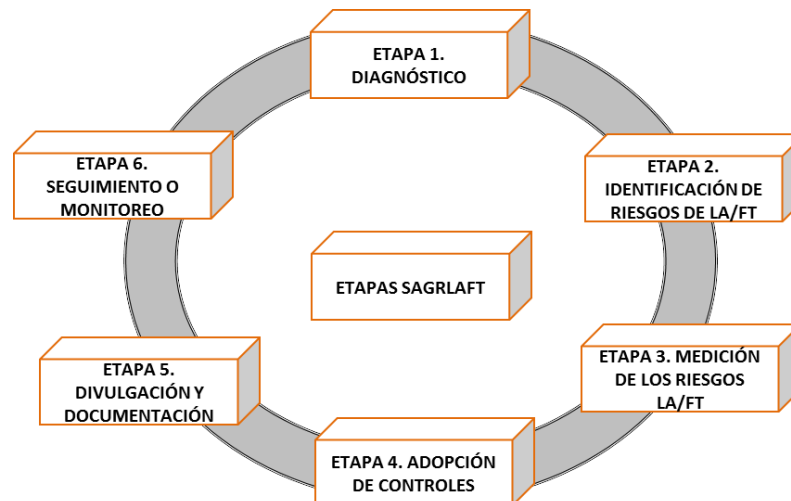 ETAPA 1.
DIAGNÓSTICO
ETAPA 2.
IDENTIFICACIÓN DE
RIESGOS DE LA/FT
ETAPA 3. MEDICIÓN
DE LOS RIESGOS
LA/FT
ETAPA 4. ADOPCIÓN
DE CONTROLES
ETAPA 5.
DIVULGACIÓN Y
DOCUMENTACIÓN
ETAPA 6.
SEGUIMIENTO O
MONITOREO
ETAPAS SAGRLAFT